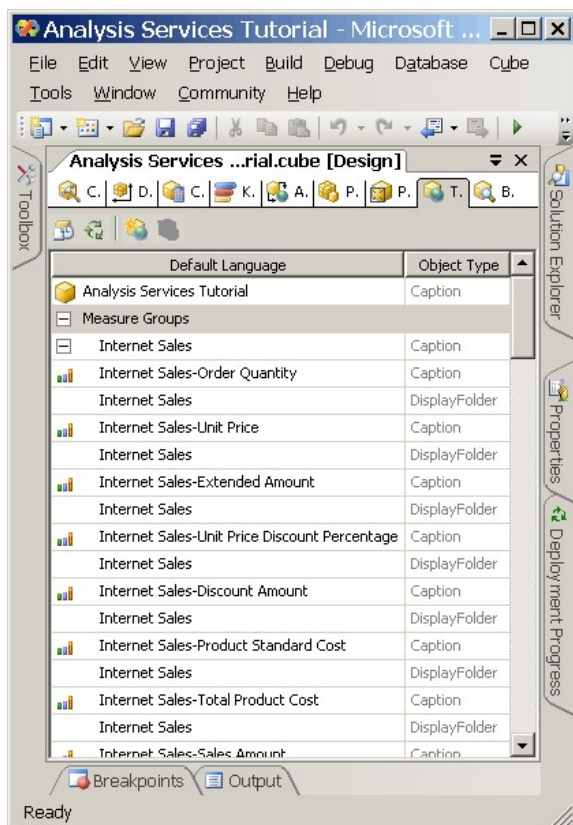 Analysis Services Tutorial - Microsoft ...
File Edit View Project Build Debug Database Cube
Tools Window Community Help
Analysis Services ...rial.cube [Design]
C. D. C. K. A. P. P. T. B.
Toolbox
Solution Explorer
Properties
Deployment Progress
Default Language Object Type
Analysis Services Tutorial Caption
Measure Groups
Internet Sales Caption
Internet Sales-Order Quantity Caption
Internet Sales DisplayFolder
Internet Sales-Unit Price Caption
Internet Sales DisplayFolder
Internet Sales-Extended Amount Caption
Internet Sales DisplayFolder
Internet Sales-Unit Price Discount Percentage Caption
Internet Sales DisplayFolder
Internet Sales-Discount Amount Caption
Internet Sales DisplayFolder
Internet Sales-Product Standard Cost Caption
Internet Sales DisplayFolder
Internet Sales-Total Product Cost Caption
Internet Sales DisplayFolder
Internet Sales-Sales Amount Caption
Breakpoints Output
Ready